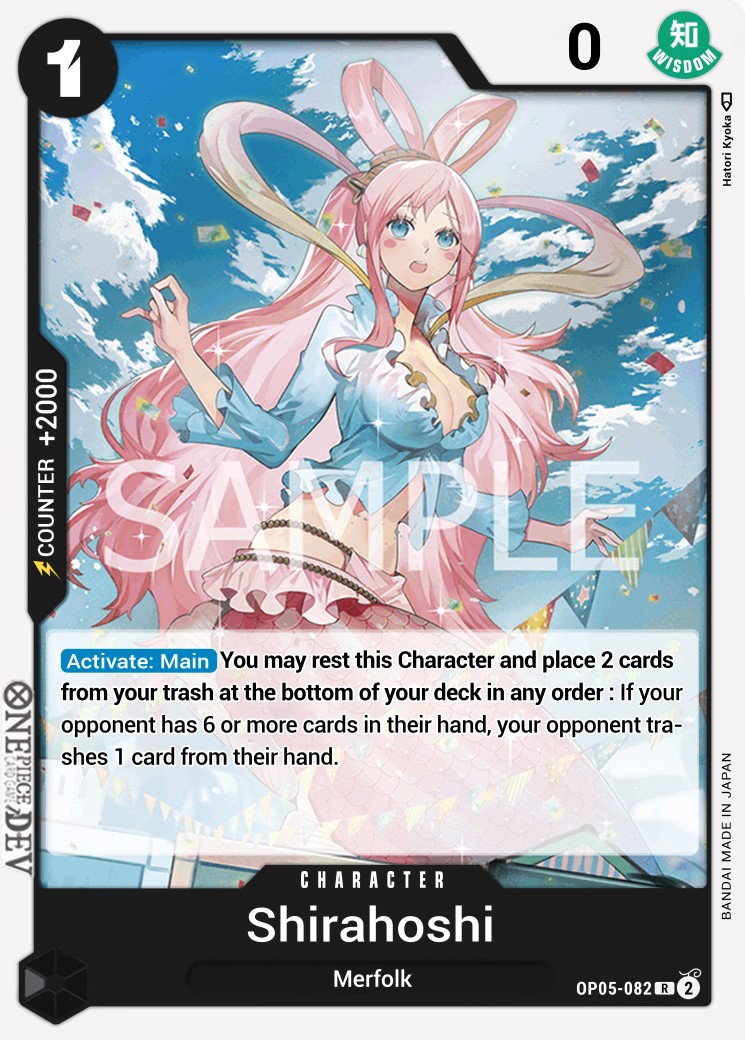 1
0
知
WISDOM
Hatori Kyoka
COUNTER +2000
SAMPLE
Activate: Main You may rest this Character and place 2 cards
from your trash at the bottom of your deck in any order : If your
opponent has 6 or more cards in their hand, your opponent tra-
shes 1 card from their hand.
ONE PIECE
CARD GAME
DEV
BANDAI MADE IN JAPAN
CHARACTER
Shirahoshi
Merfolk
OP05-082 R 2